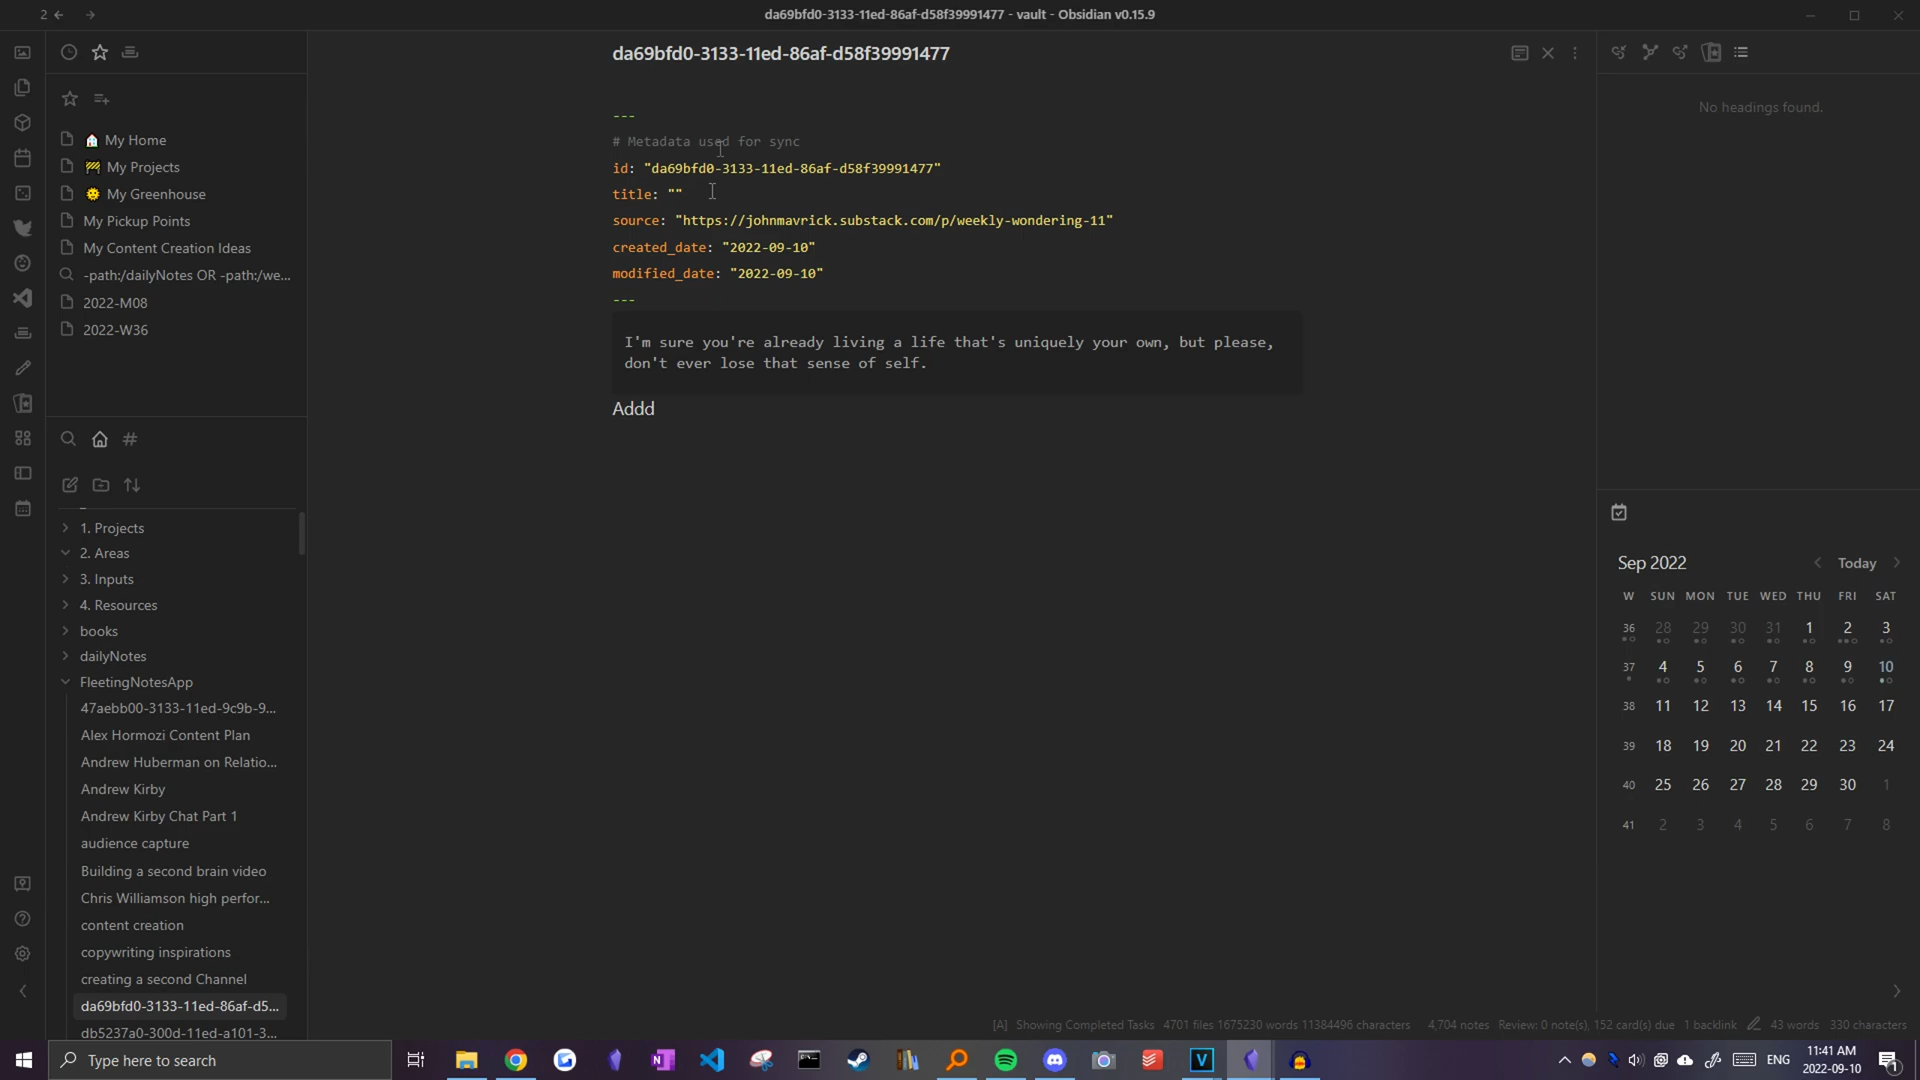 2
da69bfd0-3133-11ed-86af-d58f39991477 - vault - Obsidian v0.15.9
My Home
My Projects
My Greenhouse
My Pickup Points
My Content Creation Ideas
-path:/dailyNotes OR -path:/we...
2022-M08
2022-W36
1. Projects
2. Areas
3. Inputs
4. Resources
books
dailyNotes
FleetingNotesApp
47aebb00-3133-11ed-9c9b-9...
Alex Hormozi Content Plan
Andrew Huberman on Relatio...
Andrew Kirby
Andrew Kirby Chat Part 1
audience capture
Building a second brain video
Chris Williamson high perfor...
content creation
copywriting inspirations
creating a second Channel
da69bfd0-3133-11ed-86af-d5...
db5237a0-300d-11ed-a101-3...
da69bfd0-3133-11ed-86af-d58f39991477
---
# Metadata used for sync
id: "da69bfd0-3133-11ed-86af-d58f39991477"
title: ""
source: "https://johnmavrick.substack.com/p/weekly-wondering-11"
created_date: "2022-09-10"
modified_date: "2022-09-10"
---
I'm sure you're already living a life that's uniquely your own, but please,
don't ever lose that sense of self.
Addd
No headings found.
Sep 2022
Today
W SUN MON TUE WED THU FRI SAT
36 28 29 30 31 1 2 3
37 4 5 6 7 8 9 10
38 11 12 13 14 15 16 17
39 18 19 20 21 22 23 24
40 25 26 27 28 29 30 1
41 2 3 4 5 6 7 8
[A] Showing Completed Tasks 4701 files 1675230 words 11384496 characters 4,704 notes Review: 0 note(s), 152 card(s) due 1 backlink 43 words 330 characters
Type here to search
ENG
11:41 AM
2022-09-10
1